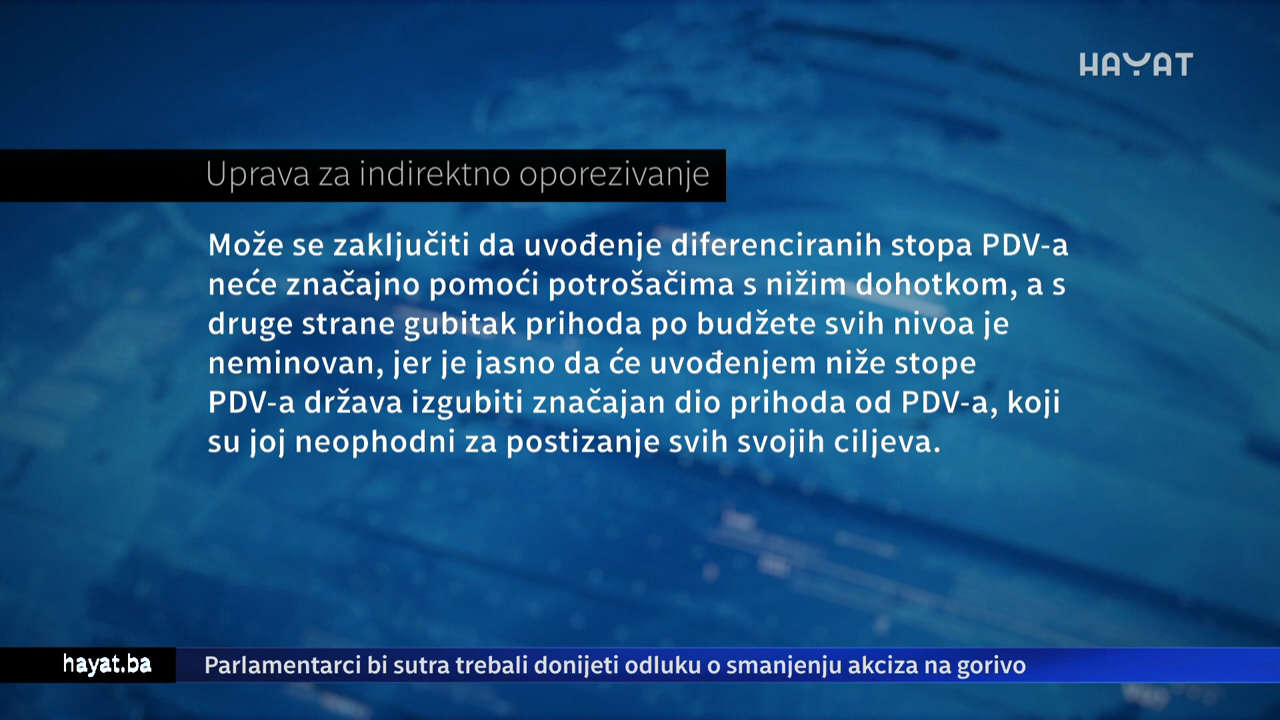 HAYAT
Uprava za indirektno oporezivanje
Može se zaključiti da uvođenje diferenciranih stopa PDV-a
neće značajno pomoći potrošačima s nižim dohotkom, a s
druge strane gubitak prihoda po budžete svih nivoa je
neminovan, jer je jasno da će uvođenjem niže stope
PDV-a država izgubiti značajan dio prihoda od PDV-a, koji
su joj neophodni za postizanje svih svojih ciljeva.
hayat.ba
Parlamentarci bi sutra trebali donijeti odluku o smanjenju akciza na gorivo